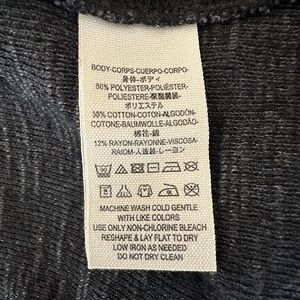 BODY-CORPS-CUERPO-CORPO-
身体-ボディ
50% POLYESTER-POLIÉSTER-
POLIESTERE-聚酯纖維-
ポリエステル
38% COTTON-COTON-ALGODÓN-
COTONE-BAUMWOLLE-ALGODÃO-
棉花-綿
12% RAYON-RAYONNE-VISCOSA-
RAIOM-人造絲-レーヨン
MACHINE WASH COLD GENTLE
WITH LIKE COLORS
USE ONLY NON-CHLORINE BLEACH
RESHAPE & LAY FLAT TO DRY
LOW IRON AS NEEDED
DO NOT DRY CLEAN